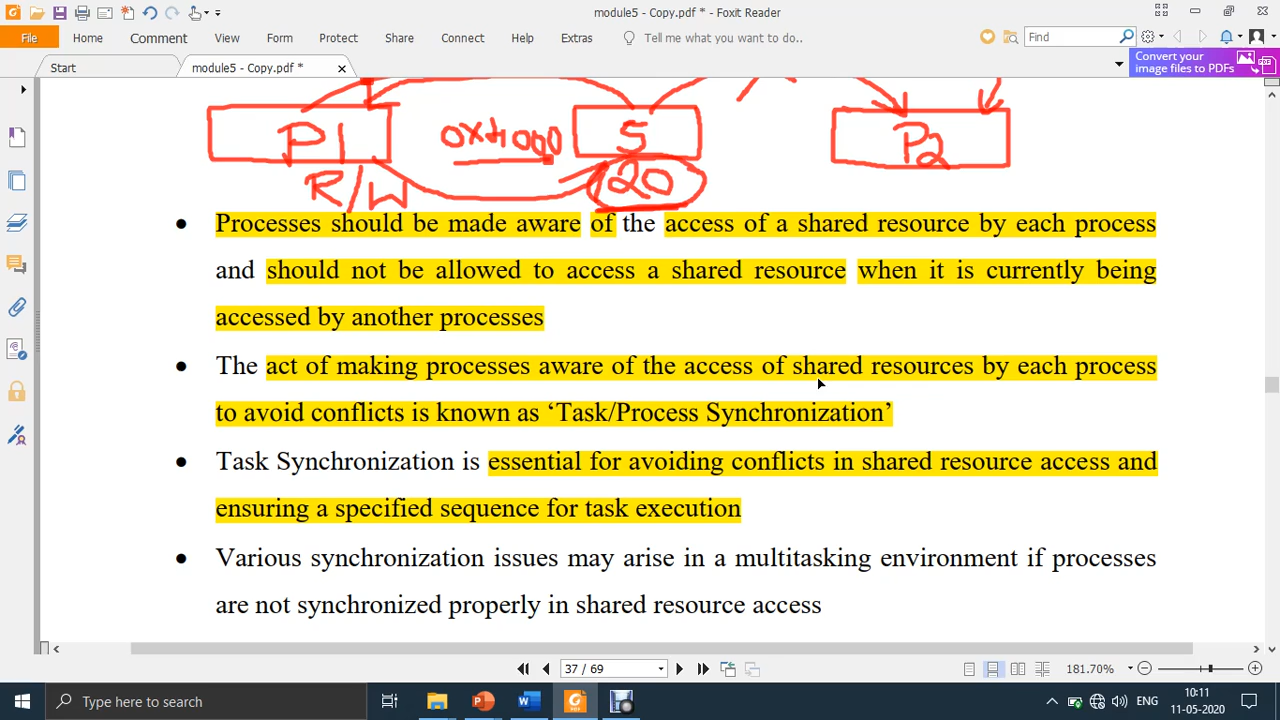 module5 - Copy.pdf * - Foxit Reader
File Home Comment View Form Protect Share Connect Help Extras Tell me what you want to do.. Find
Start module5 - Copy.pdf * Convert your
image files to PDFs
P1 0x4000 5 P2
R/W 20
• Processes should be made aware of the access of a shared resource by each process
and should not be allowed to access a shared resource when it is currently being
accessed by another processes
• The act of making processes aware of the access of shared resources by each process
to avoid conflicts is known as ‘Task/Process Synchronization’
• Task Synchronization is essential for avoiding conflicts in shared resource access and
ensuring a specified sequence for task execution
• Various synchronization issues may arise in a multitasking environment if processes
are not synchronized properly in shared resource access
37 / 69 181.70%
Type here to search ENG 10:11
11-05-2020